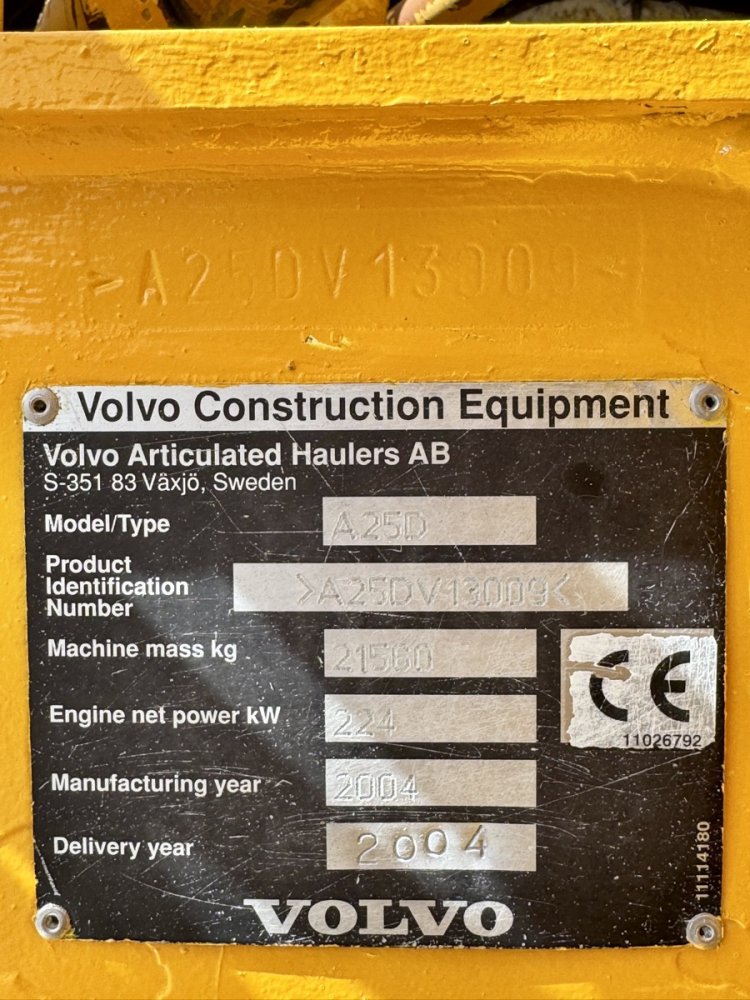 >A25DV13009<
Volvo Construction Equipment
Volvo Articulated Haulers AB
S-351 83 Växjö, Sweden
Model/Type A25D
Product
Identification
Number >A25DV13009<
Machine mass kg 21560
CE
11026792
Engine net power kW 224
Manufacturing year 2004
Delivery year 2004
11114180
VOLVO